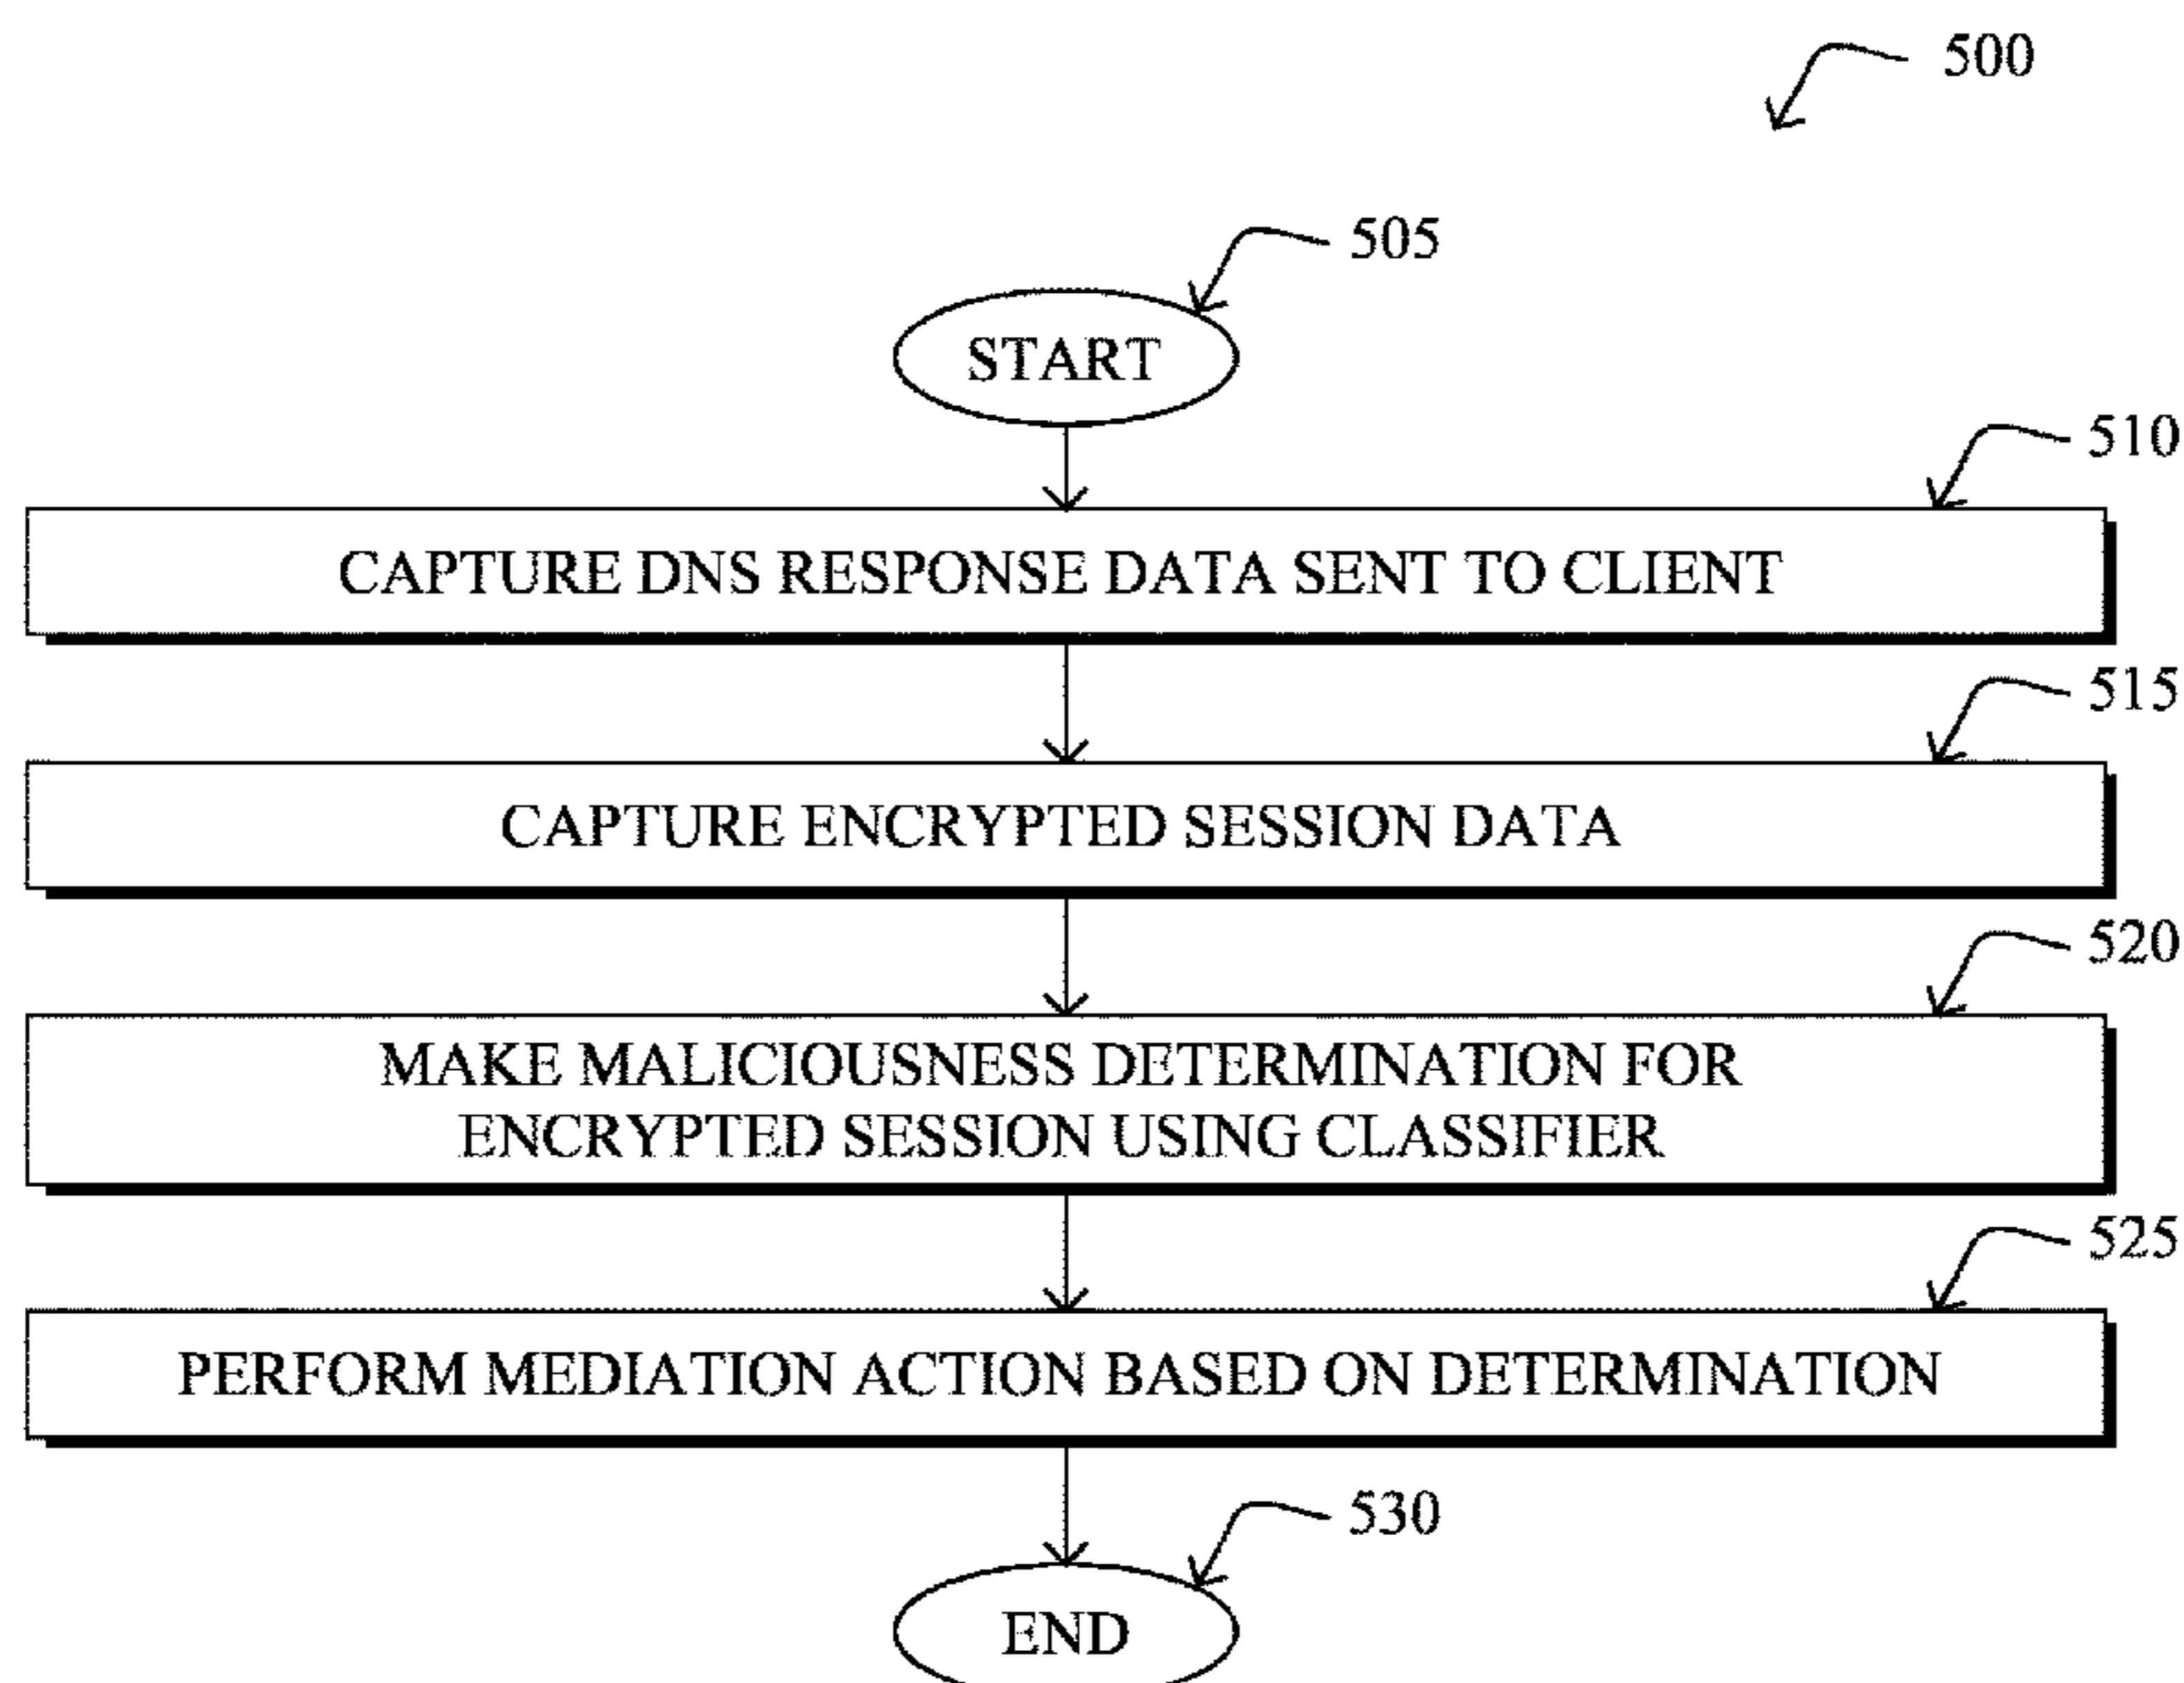 500
505
START
510
CAPTURE DNS RESPONSE DATA SENT TO CLIENT
515
CAPTURE ENCRYPTED SESSION DATA
520
MAKE MALICIOUSNESS DETERMINATION FOR
ENCRYPTED SESSION USING CLASSIFIER
525
PERFORM MEDIATION ACTION BASED ON DETERMINATION
530
END